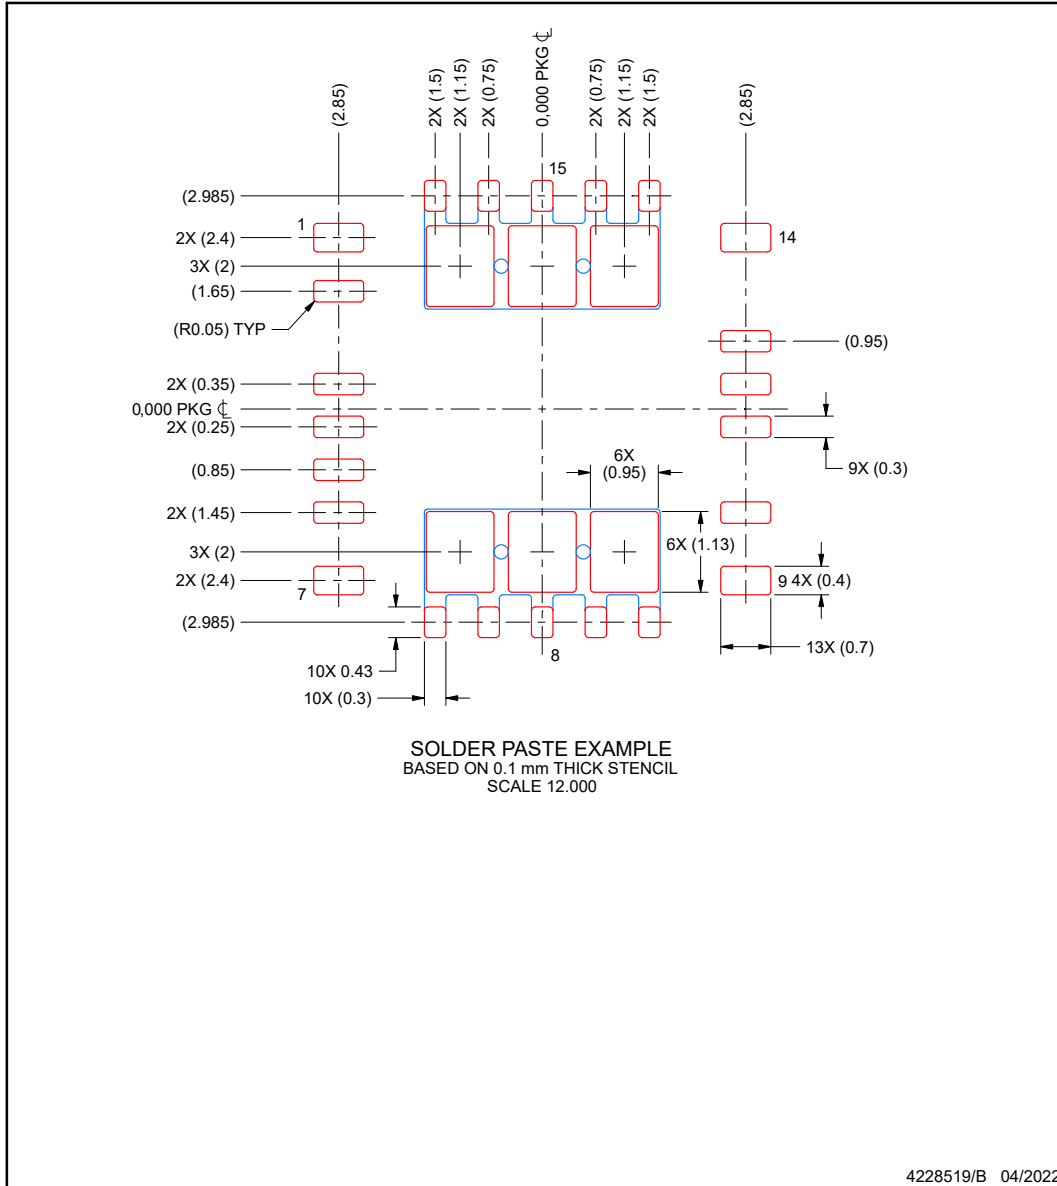 (2.85)
2X (1.5)
2X (1.15)
2X (0.75)
0,000 PKG ℄
2X (0.75)
2X (1.15)
2X (1.5)
(2.85)
15
(2.985)
1
2X (2.4)
14
3X (2)
(1.65)
(R0.05) TYP
(0.95)
2X (0.35)
0,000 PKG ℄
2X (0.25)
6X
(0.95)
9X (0.3)
(0.85)
2X (1.45)
3X (2)
6X (1.13)
2X (2.4)
7
9 4X (0.4)
(2.985)
8
13X (0.7)
10X 0.43
10X (0.3)
SOLDER PASTE EXAMPLE
BASED ON 0.1 mm THICK STENCIL
SCALE 12.000
4228519/B 04/2022